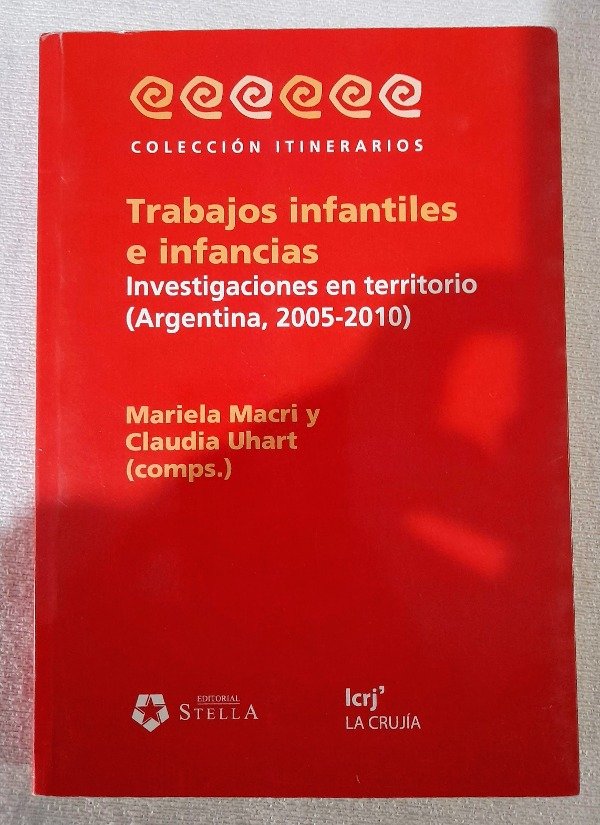 COLECCIÓN ITINERARIOS
Trabajos infantiles
e infancias
Investigaciones en territorio
(Argentina, 2005-2010)
Mariela Macri y
Claudia Uhart
(comps.)
EDITORIAL
STELLA
lcrj'
LA CRUJÍA